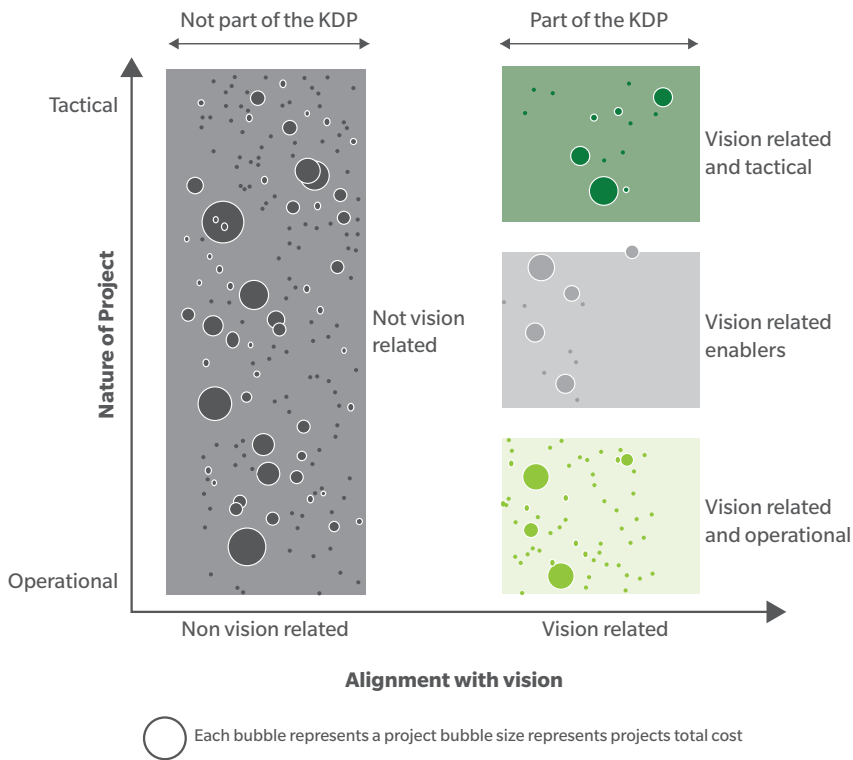 Not part of the KDP
Part of the KDP
Tactical
Vision related
and tactical
Nature of Project
Not vision
related
Vision related
enablers
Vision related
and operational
Operational
Non vision related
Vision related
Alignment with vision
Each bubble represents a project bubble size represents projects total cost